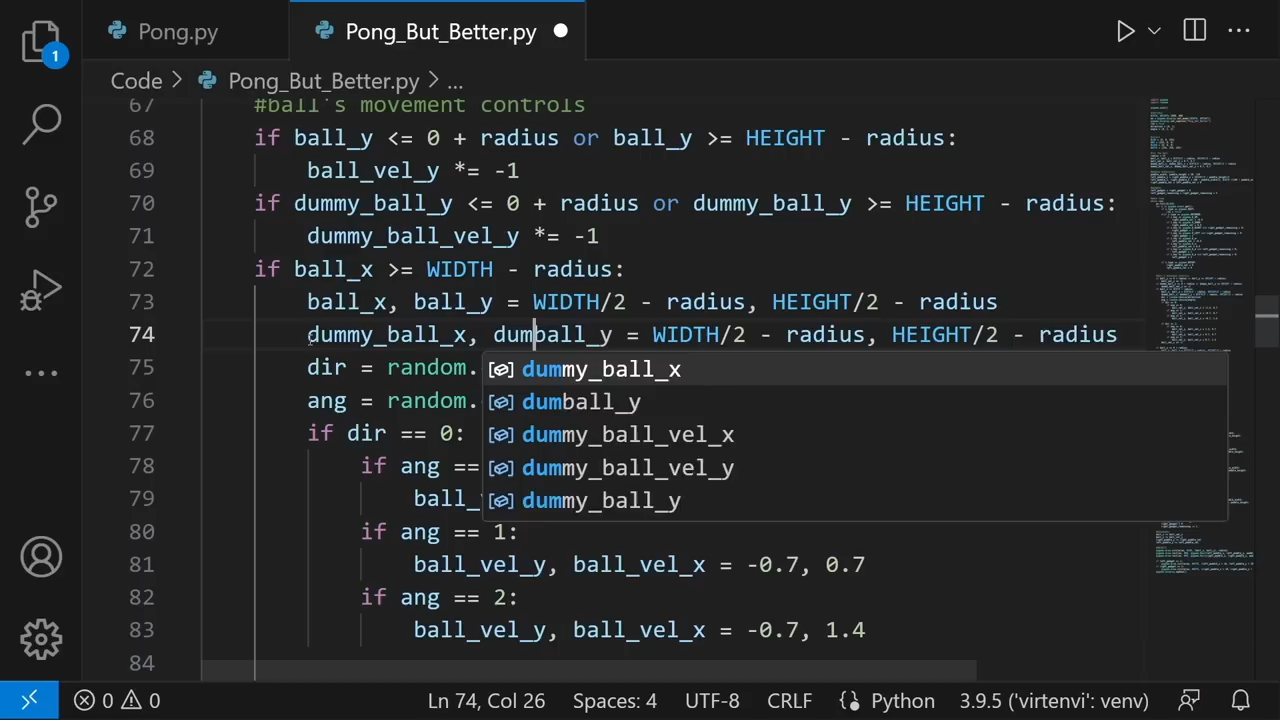 Pong.py
Pong_But_Better.py
1
Code > Pong_But_Better.py > ...
67 #ball's movement controls
68 if ball_y <= 0 + radius or ball_y >= HEIGHT - radius:
69 ball_vel_y *= -1
70 if dummy_ball_y <= 0 + radius or dummy_ball_y >= HEIGHT - radius:
71 dummy_ball_vel_y *= -1
72 if ball_x >= WIDTH - radius:
73 ball_x, ball_y = WIDTH/2 - radius, HEIGHT/2 - radius
74 dummy_ball_x, dumball_y = WIDTH/2 - radius, HEIGHT/2 - radius
75 dir = random.
dummy_ball_x
76 ang = random.
dumball_y
77 if dir == 0:
dummy_ball_vel_x
78 if ang ==
dummy_ball_vel_y
79 ball_
dummy_ball_y
80 if ang == 1:
81 ball_vel_y, ball_vel_x = -0.7, 0.7
82 if ang == 2:
83 ball_vel_y, ball_vel_x = -0.7, 1.4
84
0 0 Ln 74, Col 26 Spaces: 4 UTF-8 CRLF Python 3.9.5 ('virtenvi': venv)